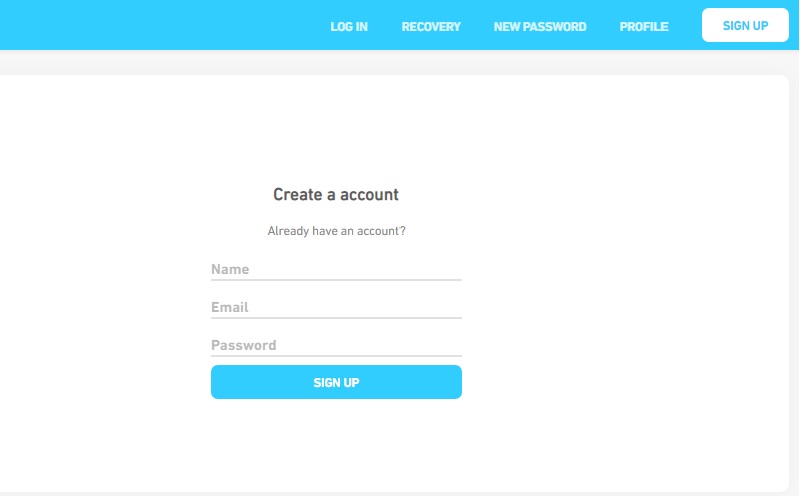 LOG IN RECOVERY NEW PASSWORD PROFILE SIGN UP
Create a account
Already have an account?
Name
Email
Password
SIGN UP